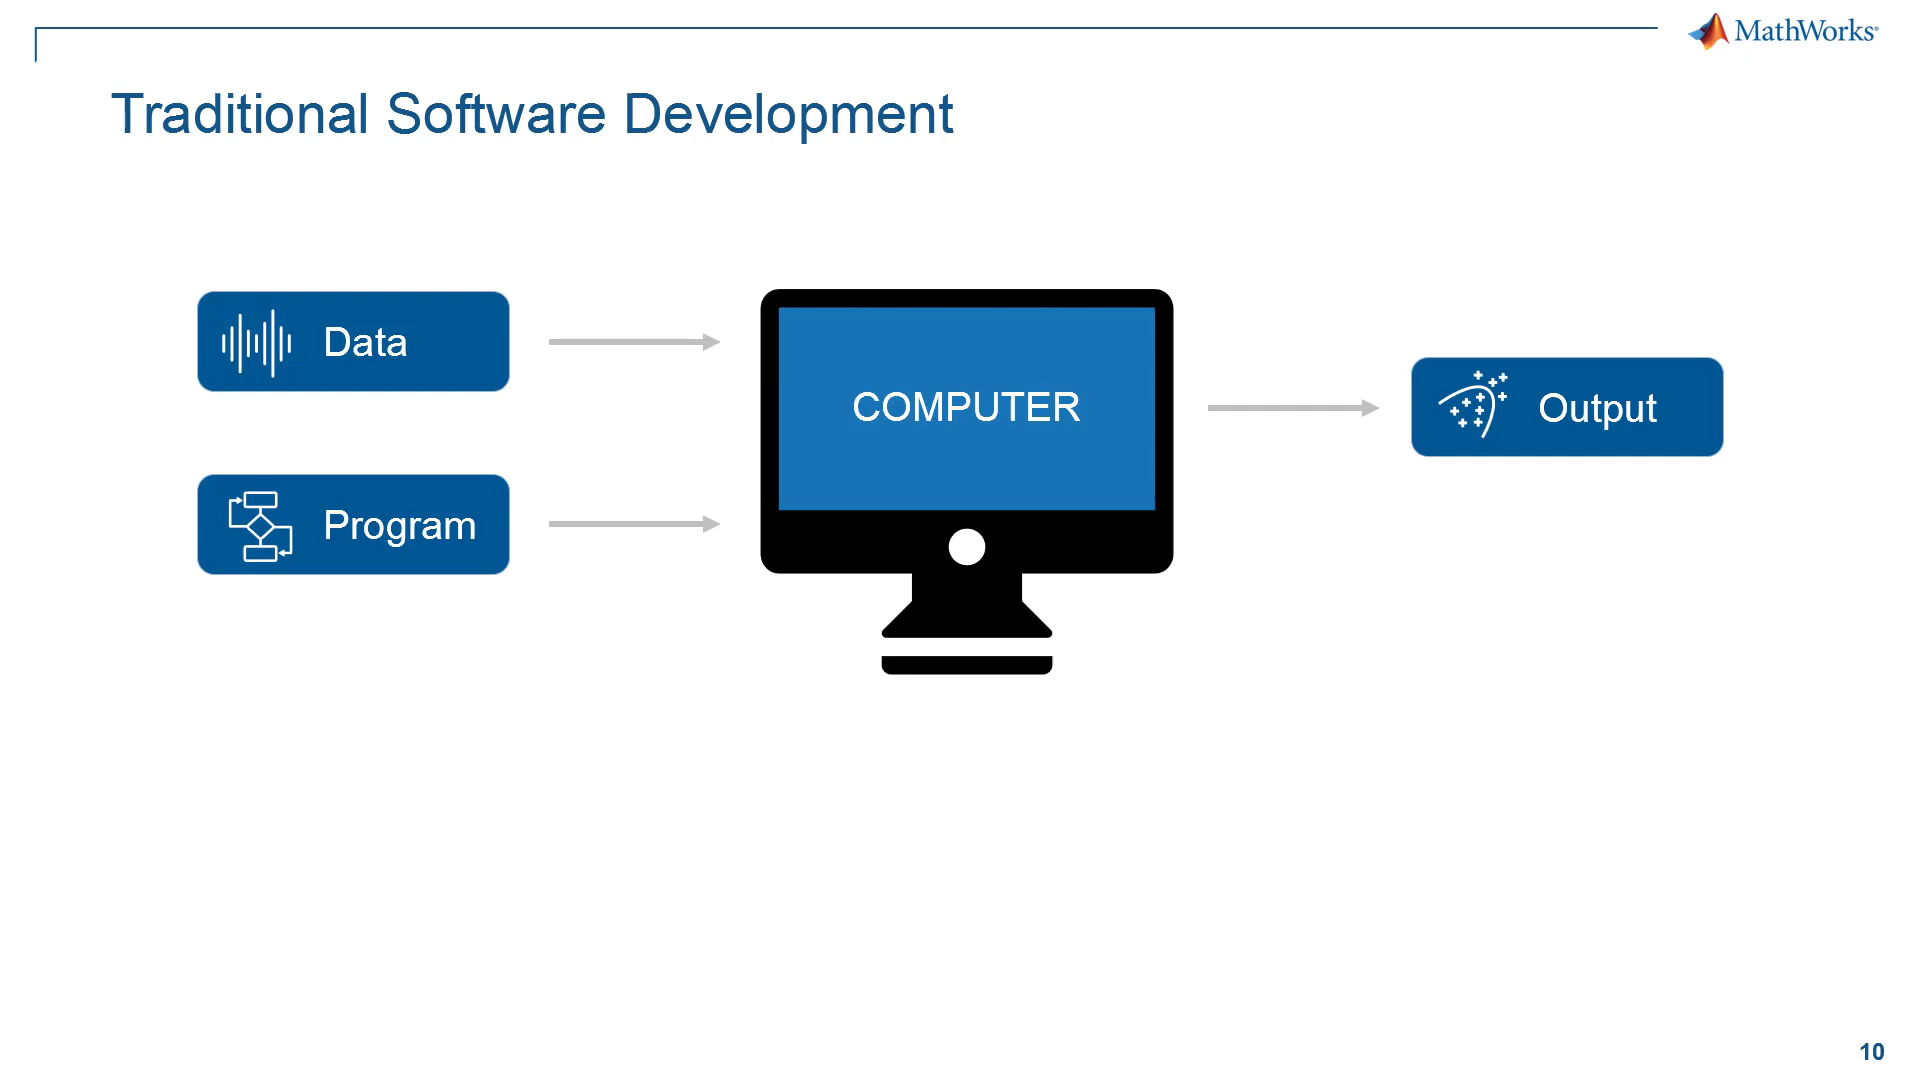 MathWorks®
Traditional Software Development
Data
COMPUTER
Output
Program
10